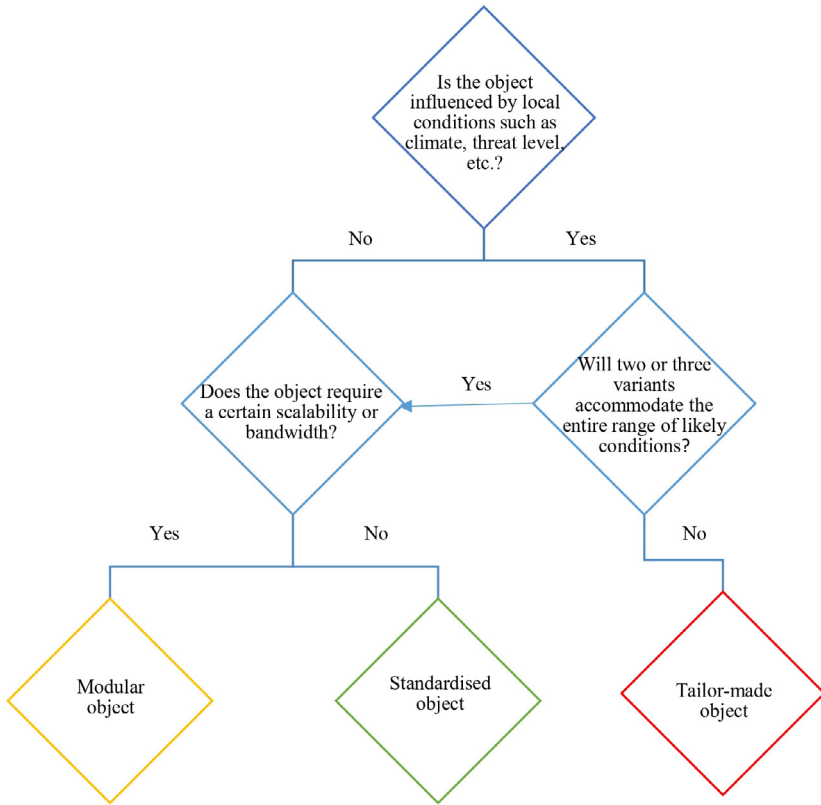 Is the object
influenced by local
conditions such as
climate, threat level,
etc.?
No
Yes
Does the object require
a certain scalability or
bandwidth?
Yes
Will two or three
variants
accommodate the
entire range of likely
conditions?
Yes
No
No
Modular
object
Standardised
object
Tailor-made
object